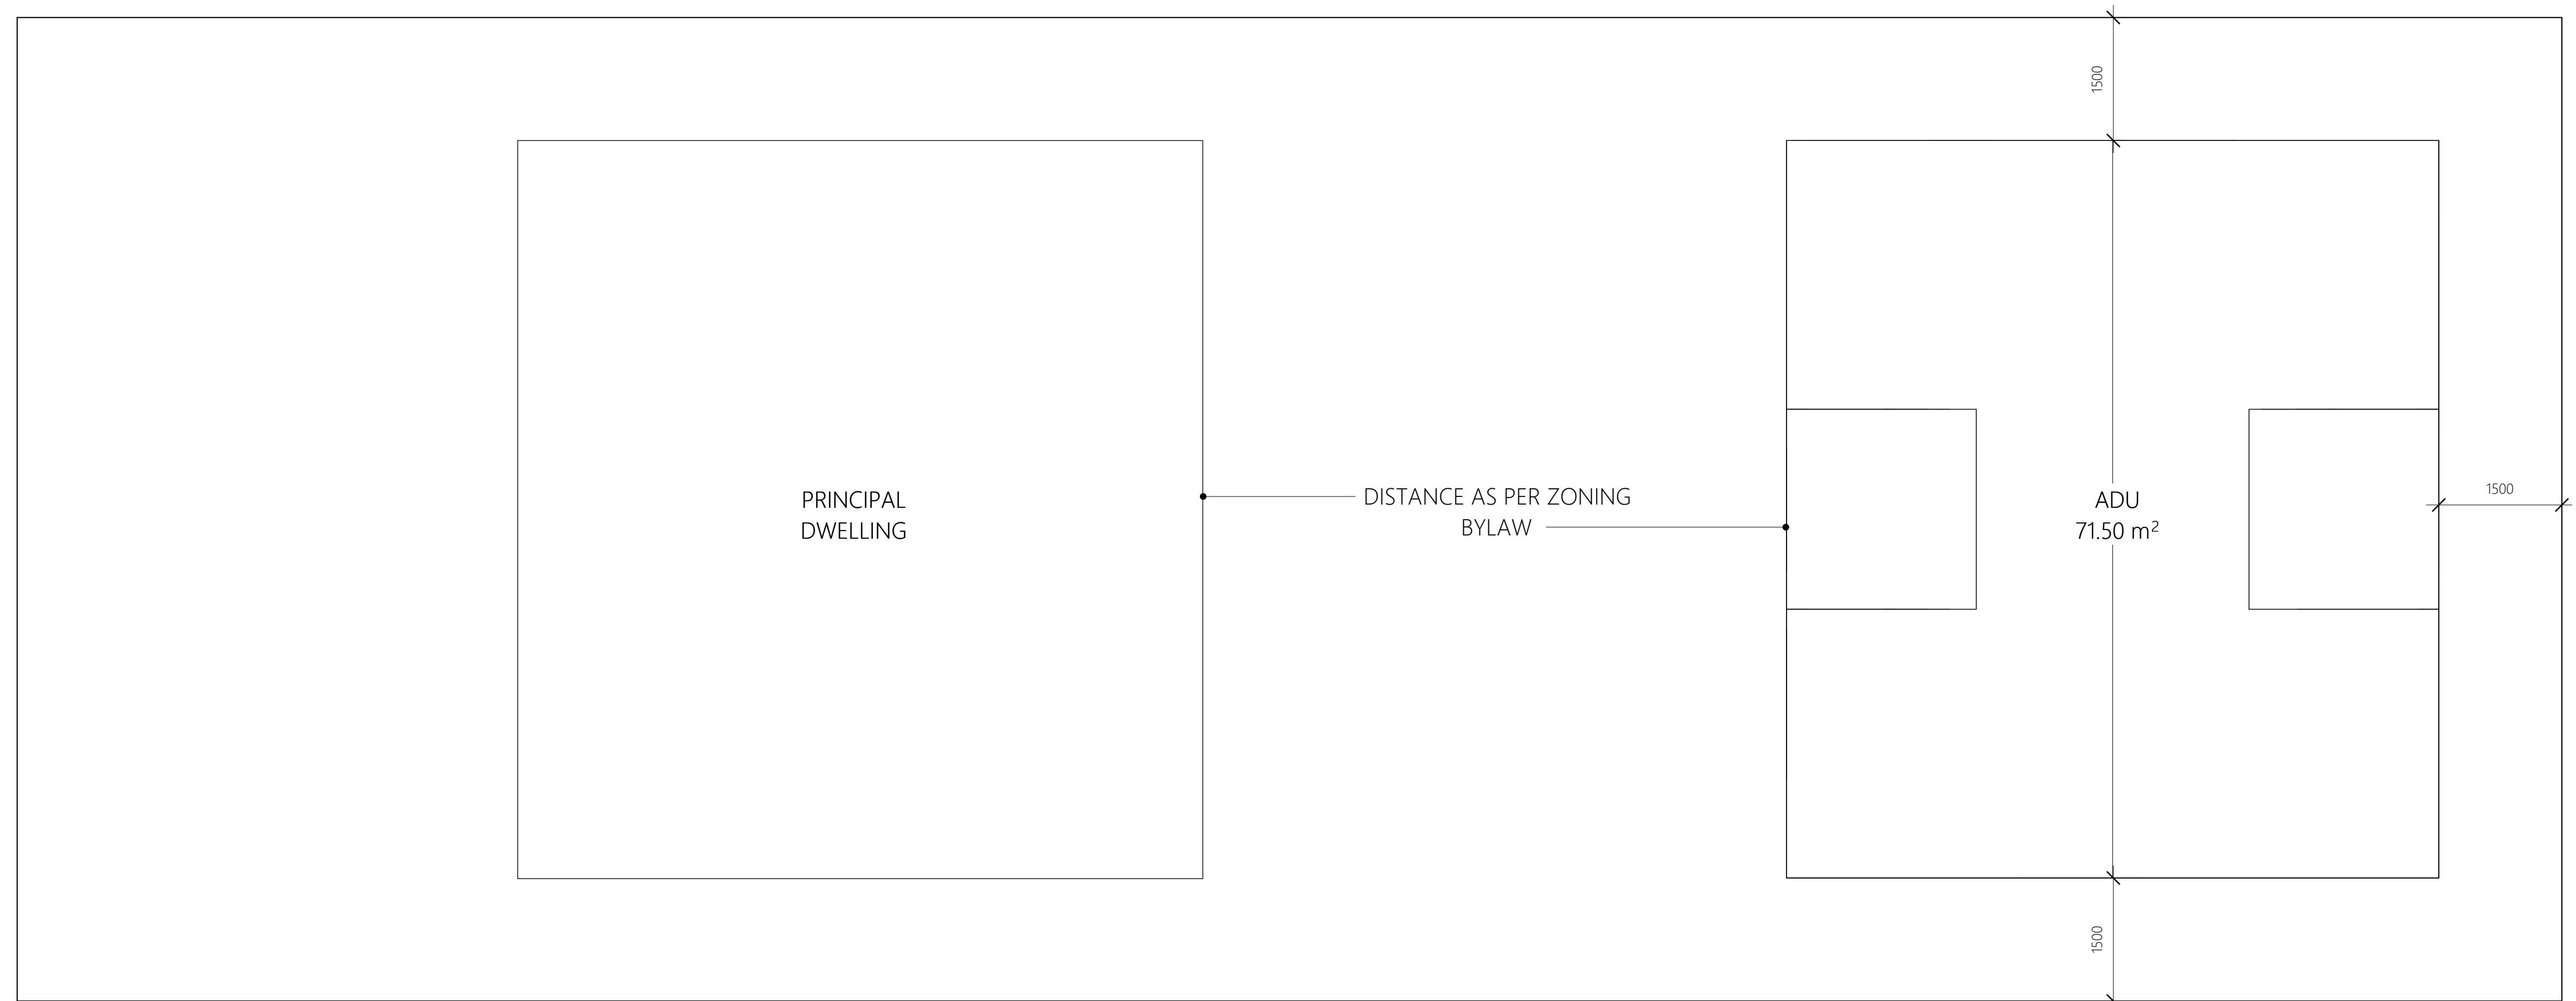 1500
PRINCIPAL
DWELLING
DISTANCE AS PER ZONING
BYLAW
ADU
71.50 m²
1500
1500